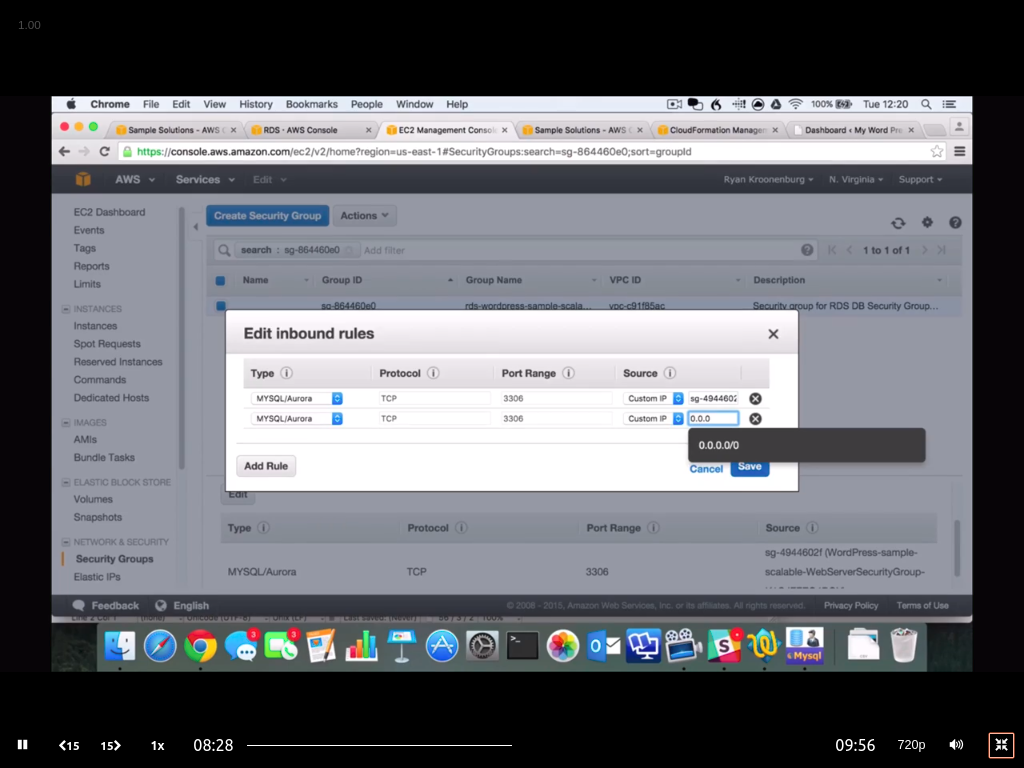 1.00
Chrome File Edit View History Bookmarks People Window Help 100% Tue 12:20
Sample Solutions - AWS RDS · AWS Console EC2 Management Consol Sample Solutions - AWS CloudFormation Manage Dashboard ‹ My Word Pre
https://console.aws.amazon.com/ec2/v2/home?region=us-east-1#SecurityGroups:search=sg-864460e0;sort=groupId
AWS Services Edit Ryan Kroonenburg N. Virginia Support
EC2 Dashboard
Events
Tags
Reports
Limits
INSTANCES
Instances
Spot Requests
Reserved Instances
Commands
Dedicated Hosts
IMAGES
AMIs
Bundle Tasks
ELASTIC BLOCK STORE
Volumes
Snapshots
NETWORK & SECURITY
Security Groups
Elastic IPs
Create Security Group Actions
search : sg-864460e0 Add filter 1 to 1 of 1
Name Group ID Group Name VPC ID Description
sg-864460e0 rds-wordpress-sample-scala... vpc-c91f85ac Security group for RDS DB Security Group...
Edit inbound rules
Type Protocol Port Range Source
MYSQL/Aurora TCP 3306 Custom IP sg-4944602
MYSQL/Aurora TCP 3306 Custom IP 0.0.0
0.0.0.0/0
Add Rule Cancel Save
Edit
Type Protocol Port Range Source
MYSQL/Aurora TCP 3306 sg-4944602f (WordPress-sample-
scalable-WebServerSecurityGroup-
Feedback English © 2008 - 2015, Amazon Web Services, Inc. or its affiliates. All rights reserved. Privacy Policy Terms of Use
3 3
Mysql
15 15 1x 08:28 09:56 720p